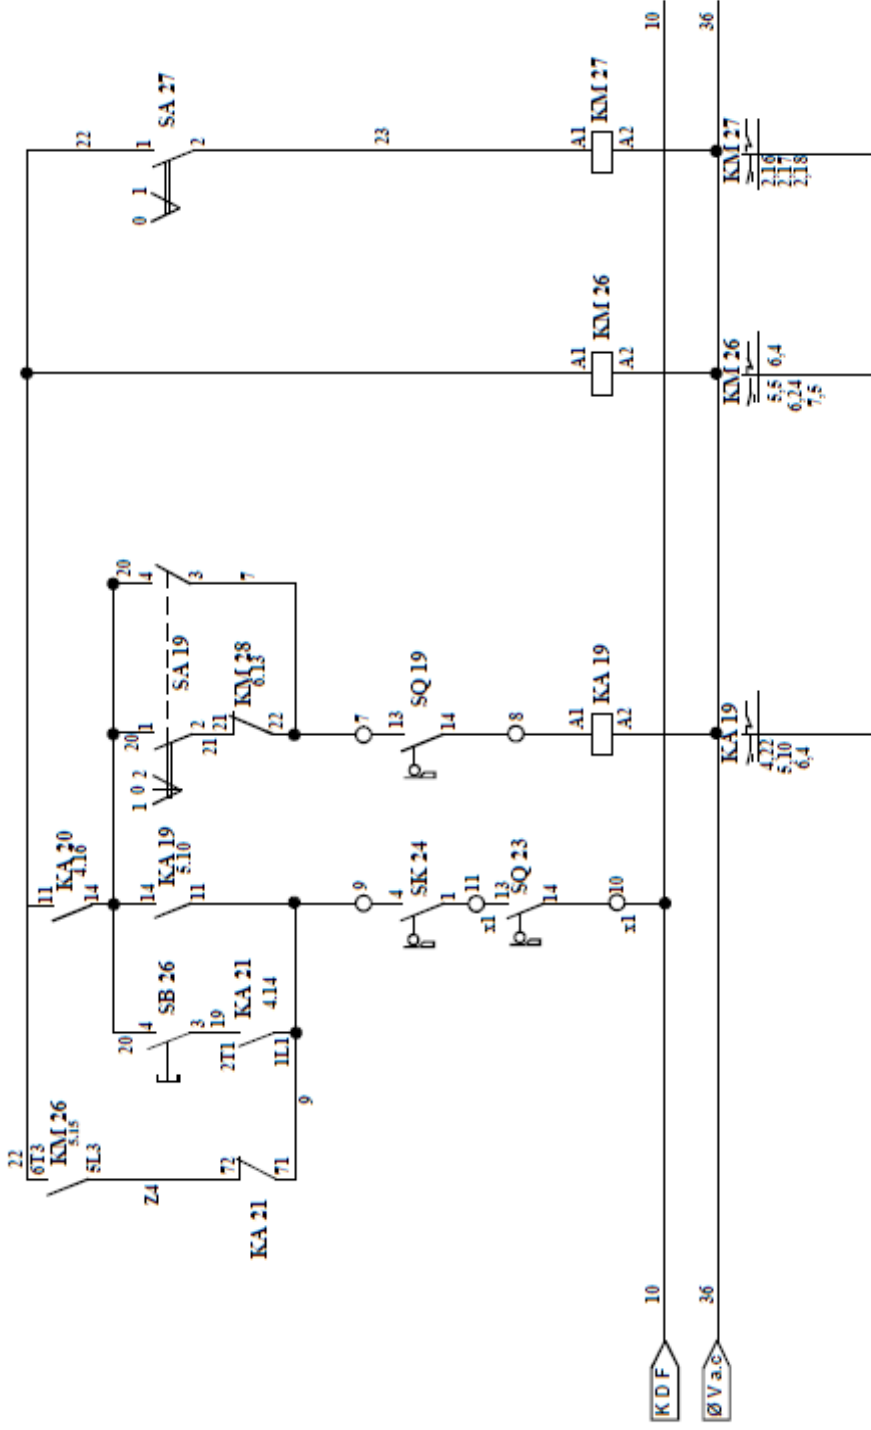 22
6T3
KM 26
5.15
5L3
Z4
72
71
KA 21
9
20
4
SB 26
3
19
2T1
KA 21
4.14
1L1
11
KA 20
4.16
14
14
KA 19
5.10
11
9
4
SK 24
1
11
x1
13
SQ 23
14
10
x1
1 0 2
20
1
SA 19
2
21
21
KM 28
6.13
22
20
4
3
7
7
13
SQ 19
14
8
A1
KA 19
A2
A1
KM 26
A2
22
0 1
1
SA 27
2
23
A1
KM 27
A2
K D F
10
10
Ø V a.c
36
36
KA 19
4,22
5,10
6,4
KM 26
5,5
6,24
7,5
6,4
KM 27
2,16
2,17
2,18